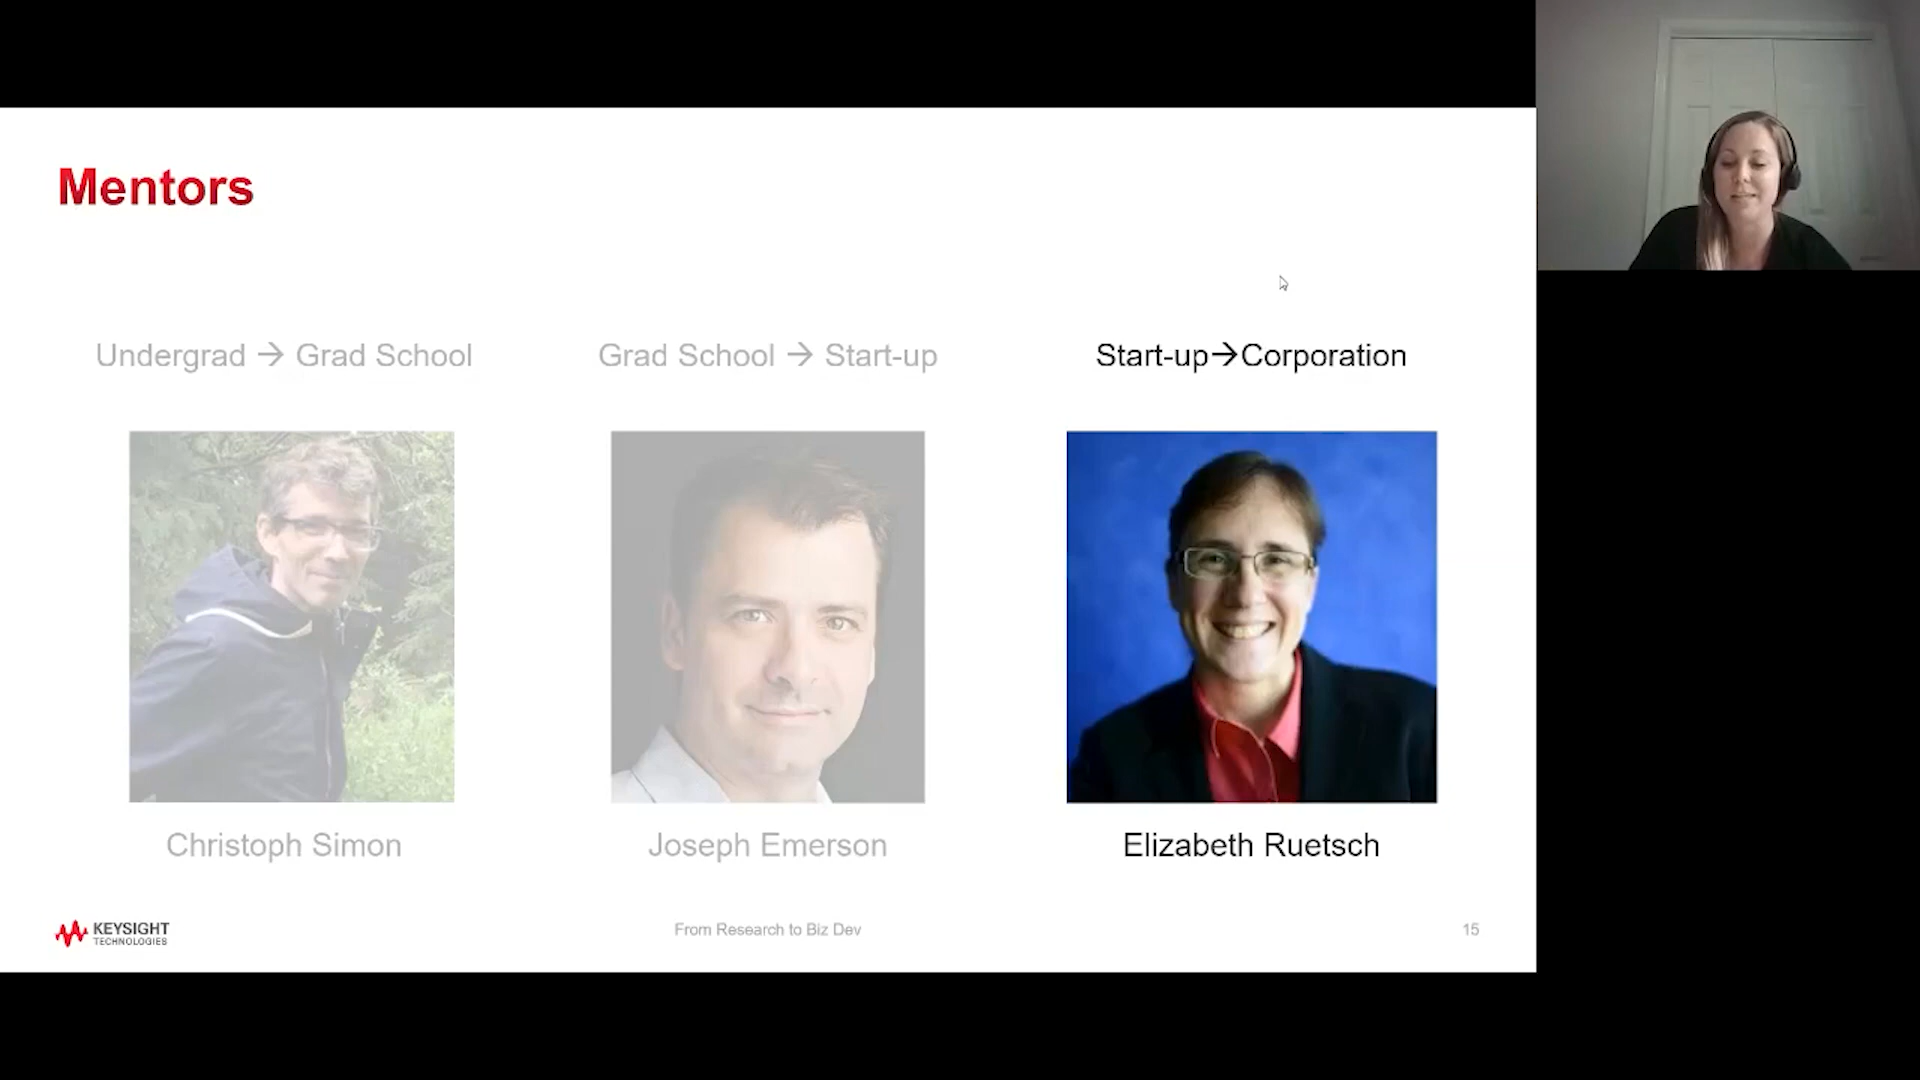 Mentors
Undergrad → Grad School
Grad School → Start-up
Start-up→Corporation
Christoph Simon
Joseph Emerson
Elizabeth Ruetsch
KEYSIGHT
TECHNOLOGIES
From Research to Biz Dev
15